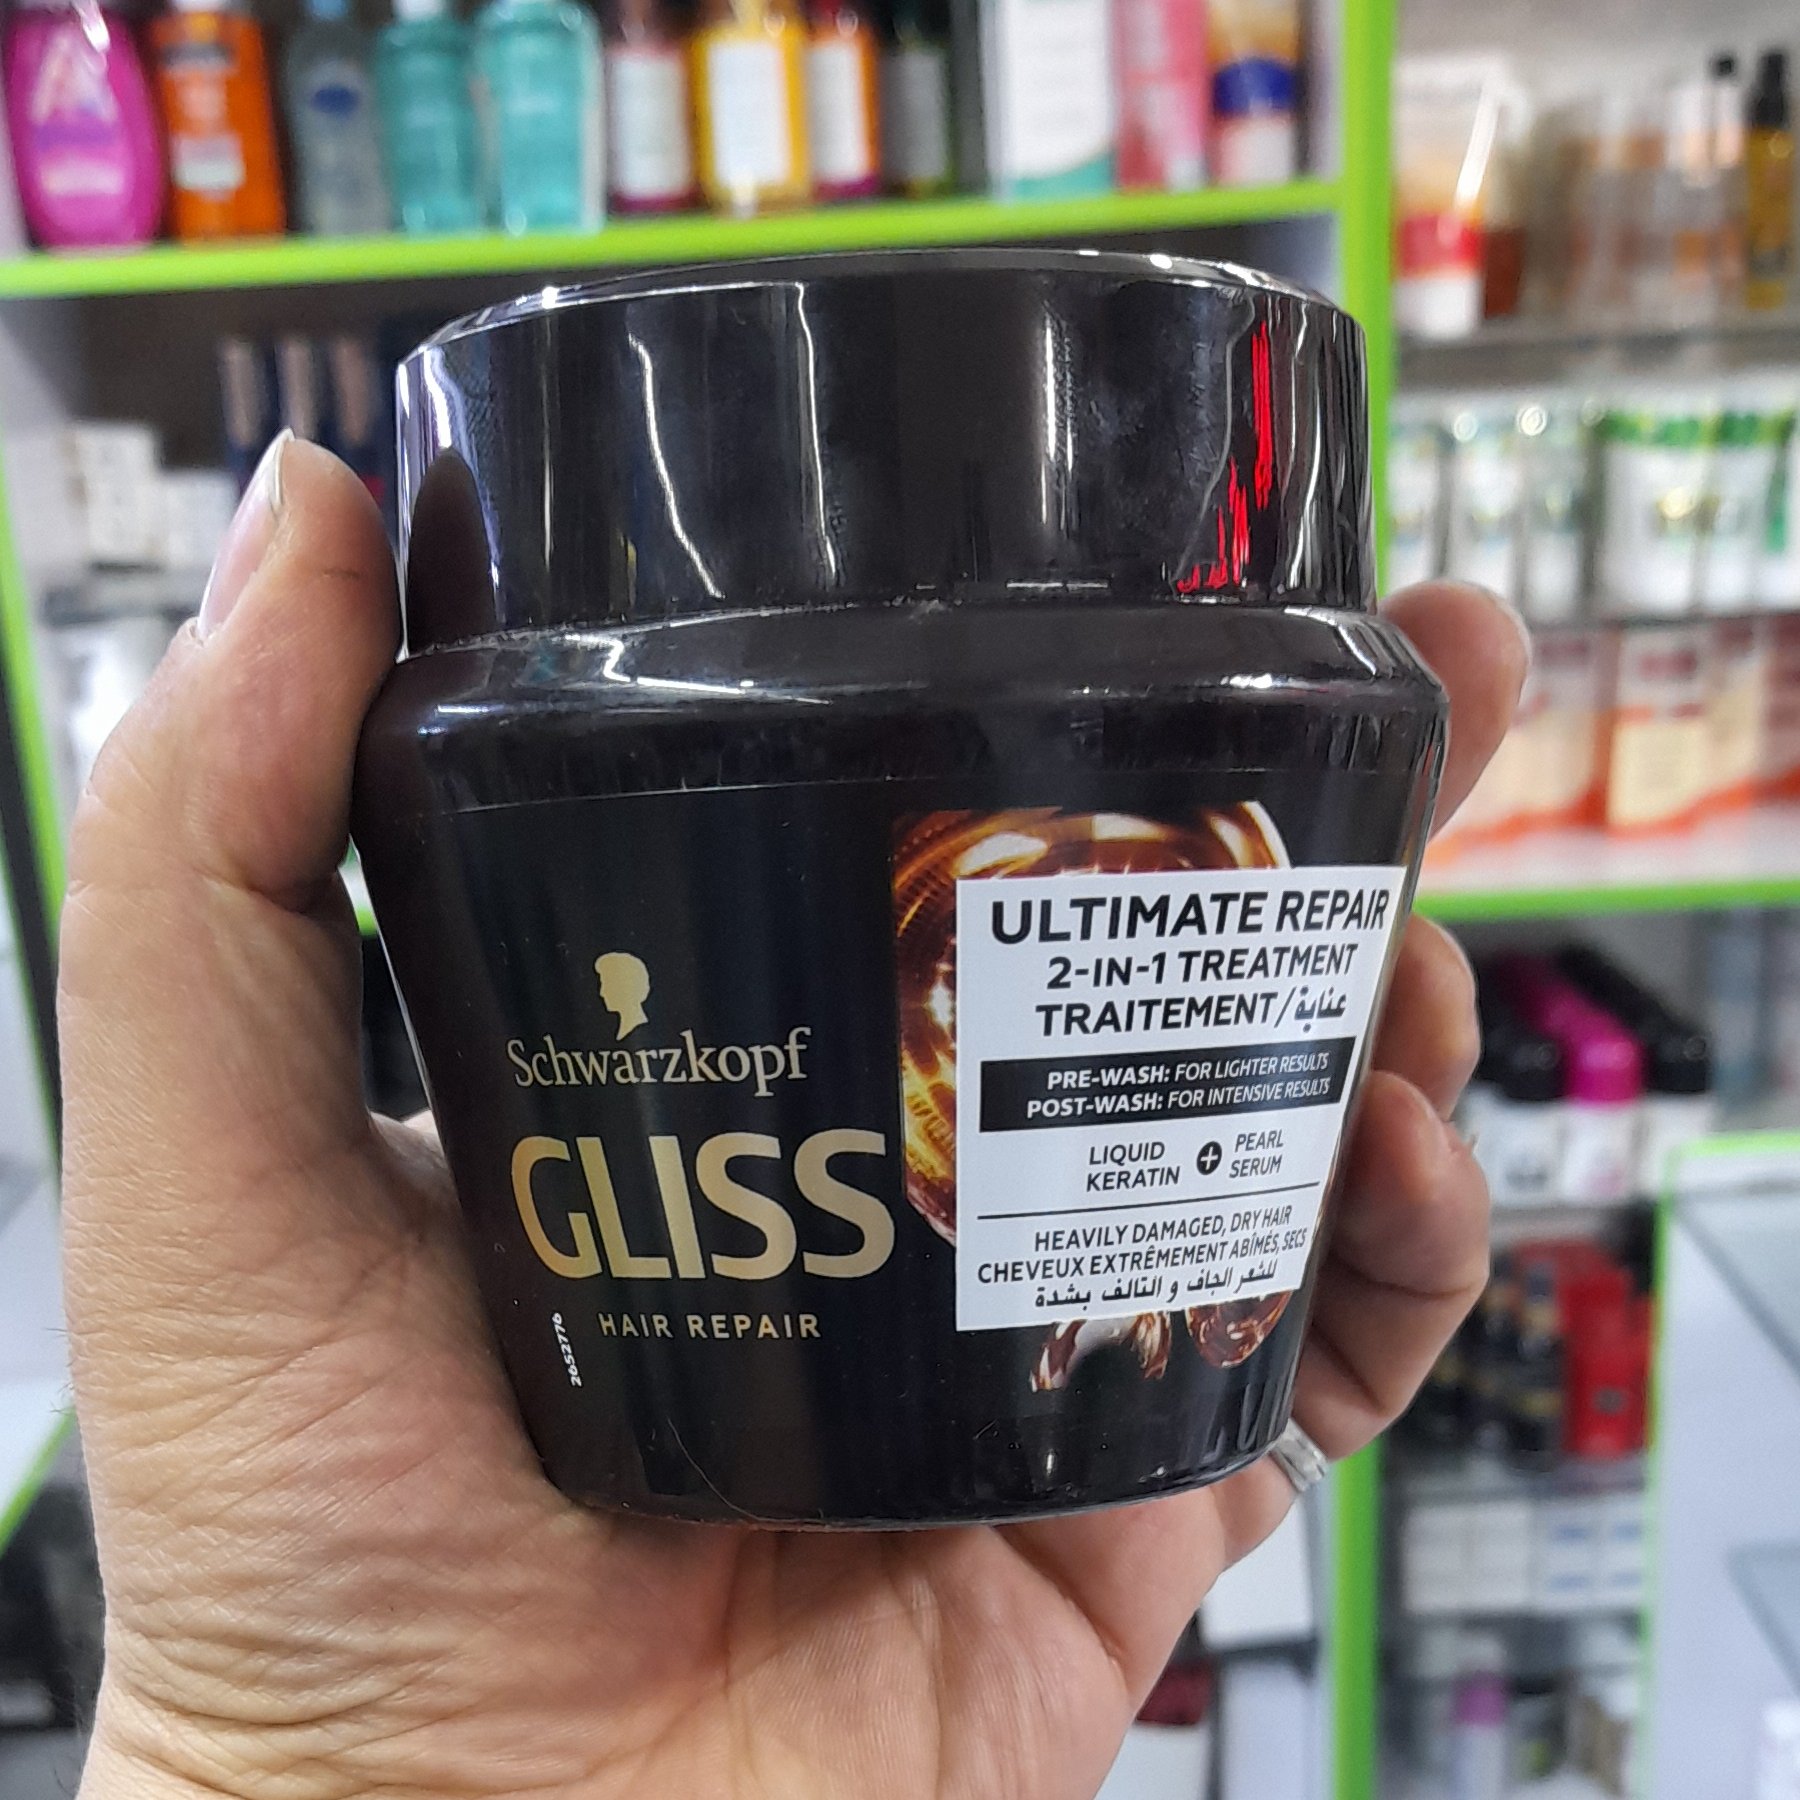 Schwarzkopf
GLISS
HAIR REPAIR
2652776
ULTIMATE REPAIR
2-IN-1 TREATMENT
TRAITEMENT/عناية
PRE-WASH: FOR LIGHTER RESULTS
POST-WASH: FOR INTENSIVE RESULTS
LIQUID
KERATIN
+
PEARL
SERUM
HEAVILY DAMAGED, DRY HAIR
CHEVEUX EXTRÊMEMENT ABÎMÉS, SECS
للشعر الجاف و التالف بشدة